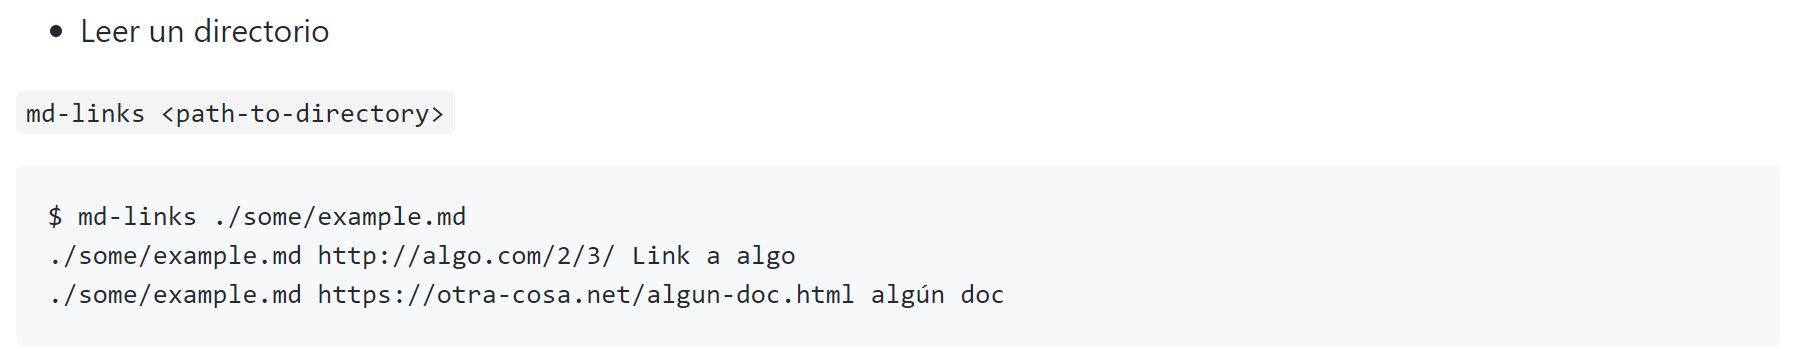 Leer un directorio
md-links <path-to-directory>
$ md-links ./some/example.md
./some/example.md http://algo.com/2/3/ Link a algo
./some/example.md https://otra-cosa.net/algun-doc.html algún doc